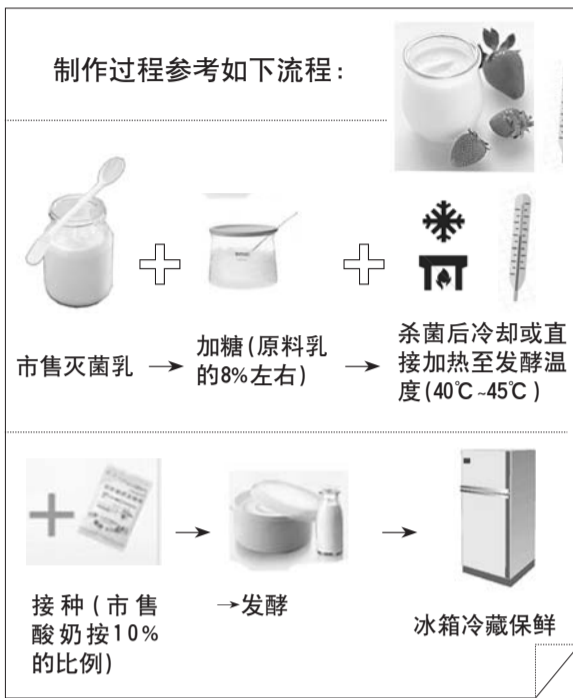 制作过程参考如下流程:
市售灭菌乳 → 加糖(原料乳
的8%左右) → 杀菌后冷却或直
接加热至发酵温
度(40℃~45℃)
接种(市售
酸奶按10%
的比例)
→发酵
冰箱冷藏保鲜